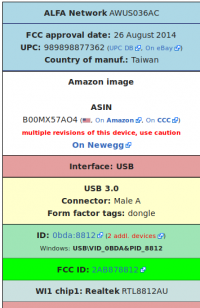 ALFA Network AWUS036AC
FCC approval date: 26 August 2014
UPC: 989898877362 (UPC DB, On eBay)
Country of manuf.: Taiwan
Amazon image
ASIN
B00MX57AO4 (, On Amazon, On CCC)
multiple revisions of this device, use caution
On Newegg
Interface: USB
USB 3.0
Connector: Male A
Form factor tags: dongle
ID: 0bda:8812 (2 addl. devices)
Windows: USB\VID_0BDA&PID_8812
FCC ID: 2AB878812
WI1 chip1: Realtek RTL8812AU